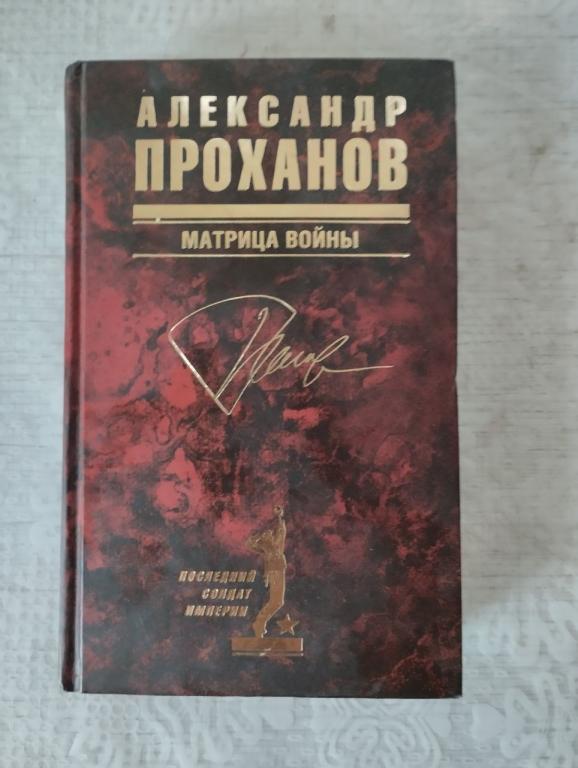 АЛЕКСАНДР
ПРОХАНОВ
МАТРИЦА ВОЙНЫ
ПОСЛЕДНИЙ
СОЛДАТ
ИМПЕРИИ